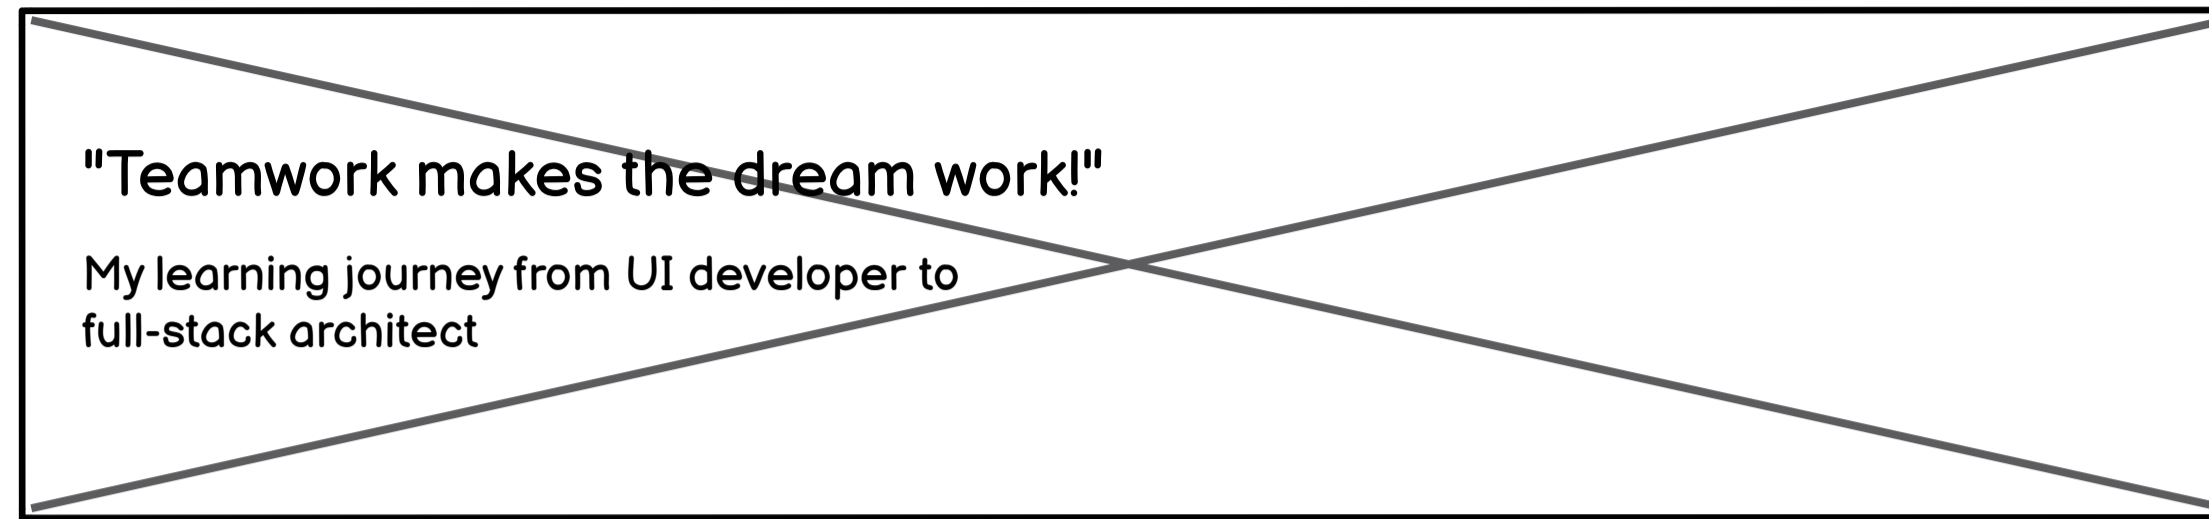 "Teamwork makes the dream work!"
My learning journey from UI developer to
full-stack architect